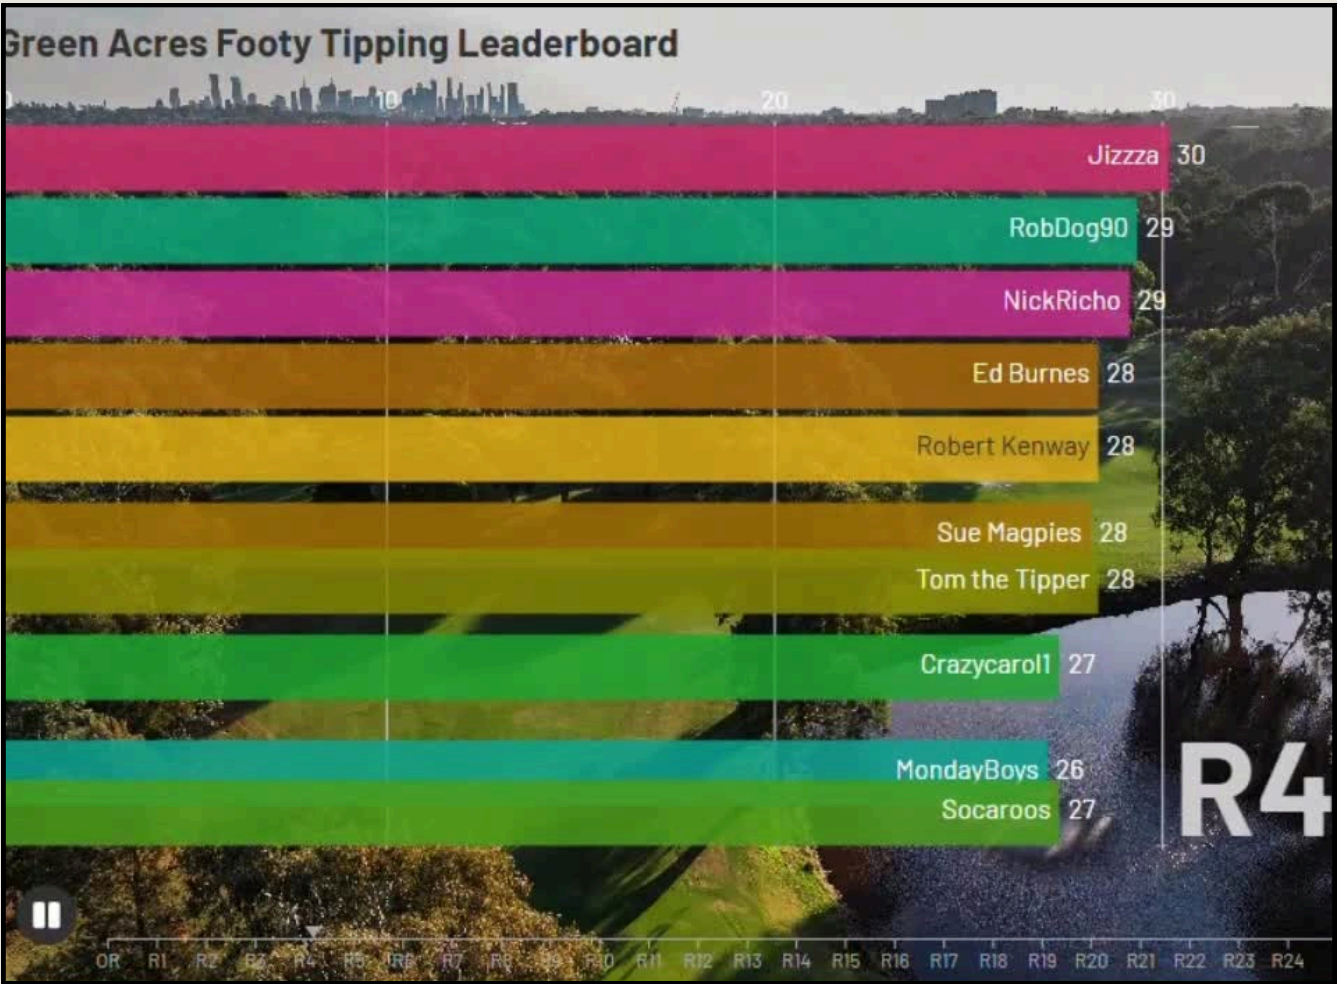 Green Acres Footy Tipping Leaderboard
0 10 20 30
Jizzza 30
RobDog90 29
NickRicho 29
Ed Burnes 28
Robert Kenway 28
Sue Magpies 28
Tom the Tipper 28
Crazycarol1 27
MondayBoys 26
Socaroos 27
R4
OR R1 R2 R3 R4 R5 R6 R7 R8 R9 R10 R11 R12 R13 R14 R15 R16 R17 R18 R19 R20 R21 R22 R23 R24